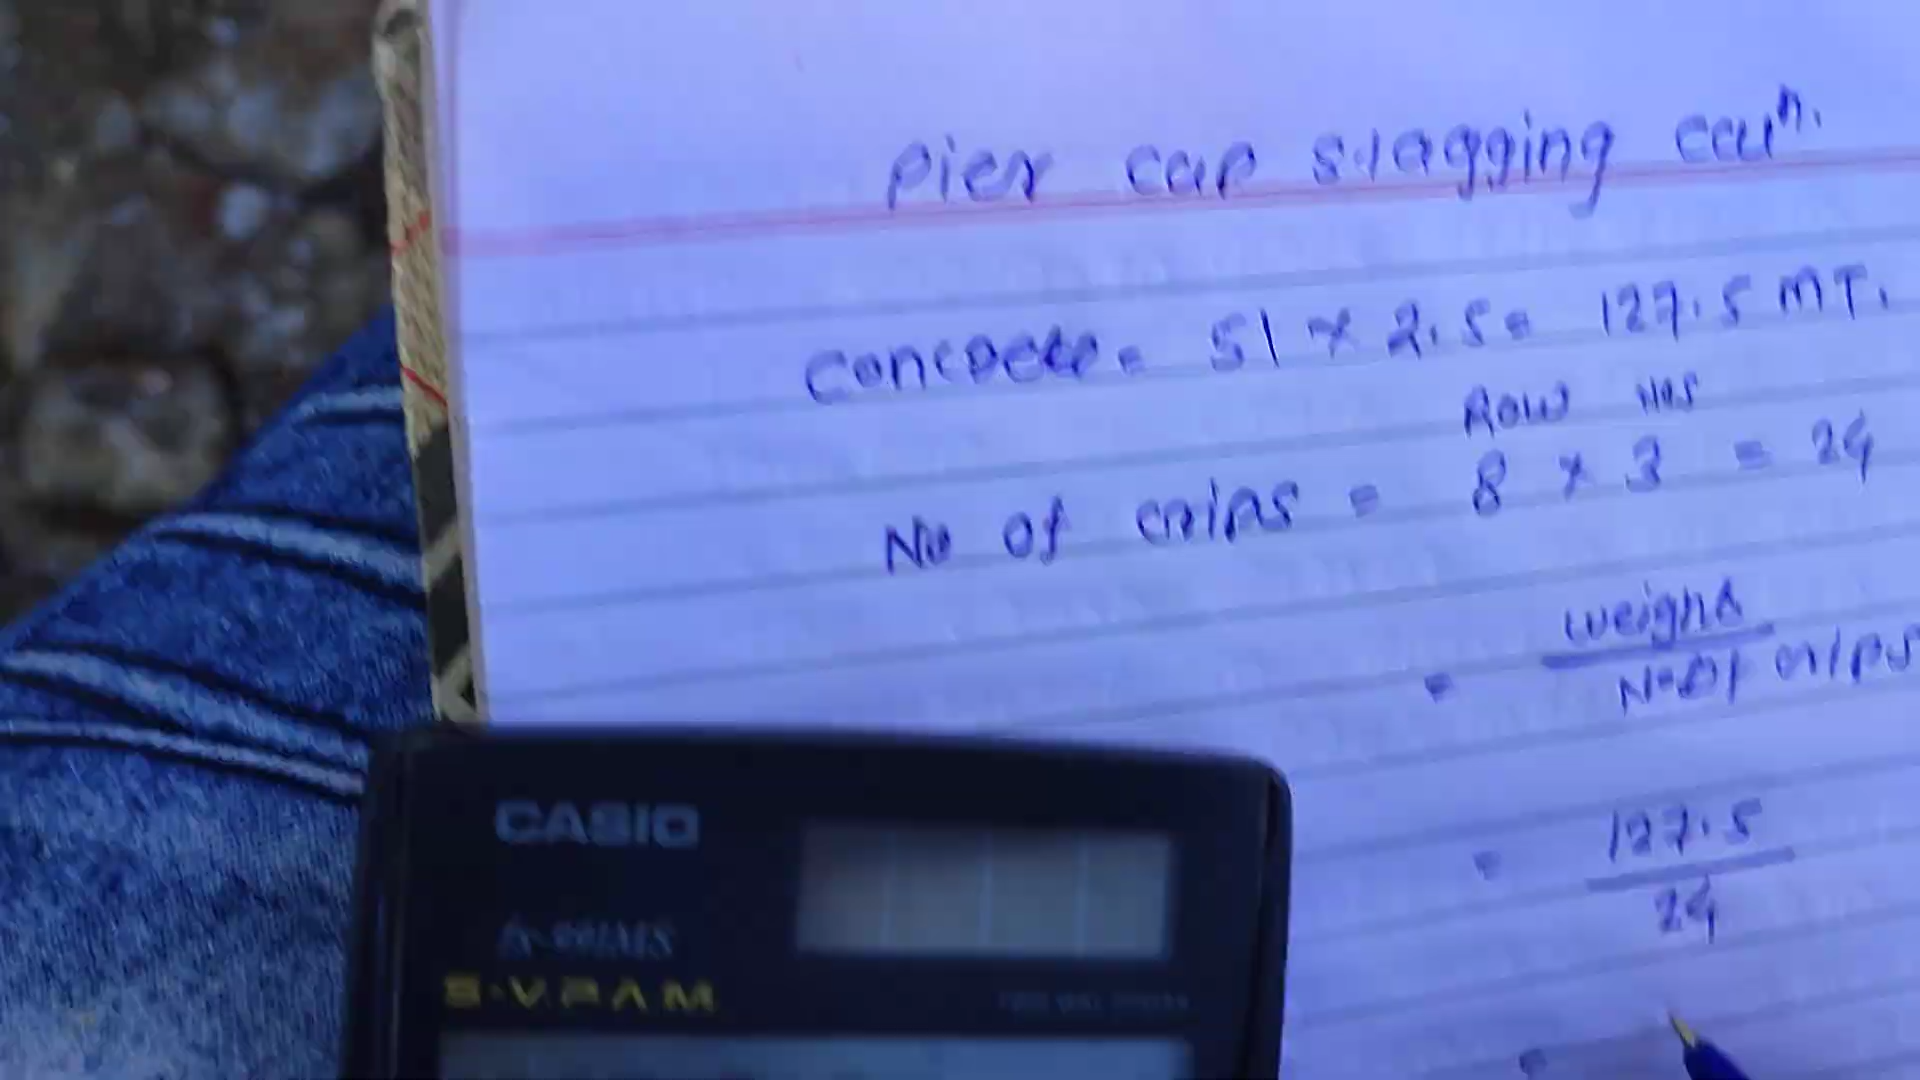 Pier cap stagging calⁿ.
Concrete = 51 × 2.5 = 127.5 MT.
Row Nos
No of crips = 8 × 3 = 24
= weight / No of crips
= 127.5 / 24
=
CASIO
S-V.P.A.M